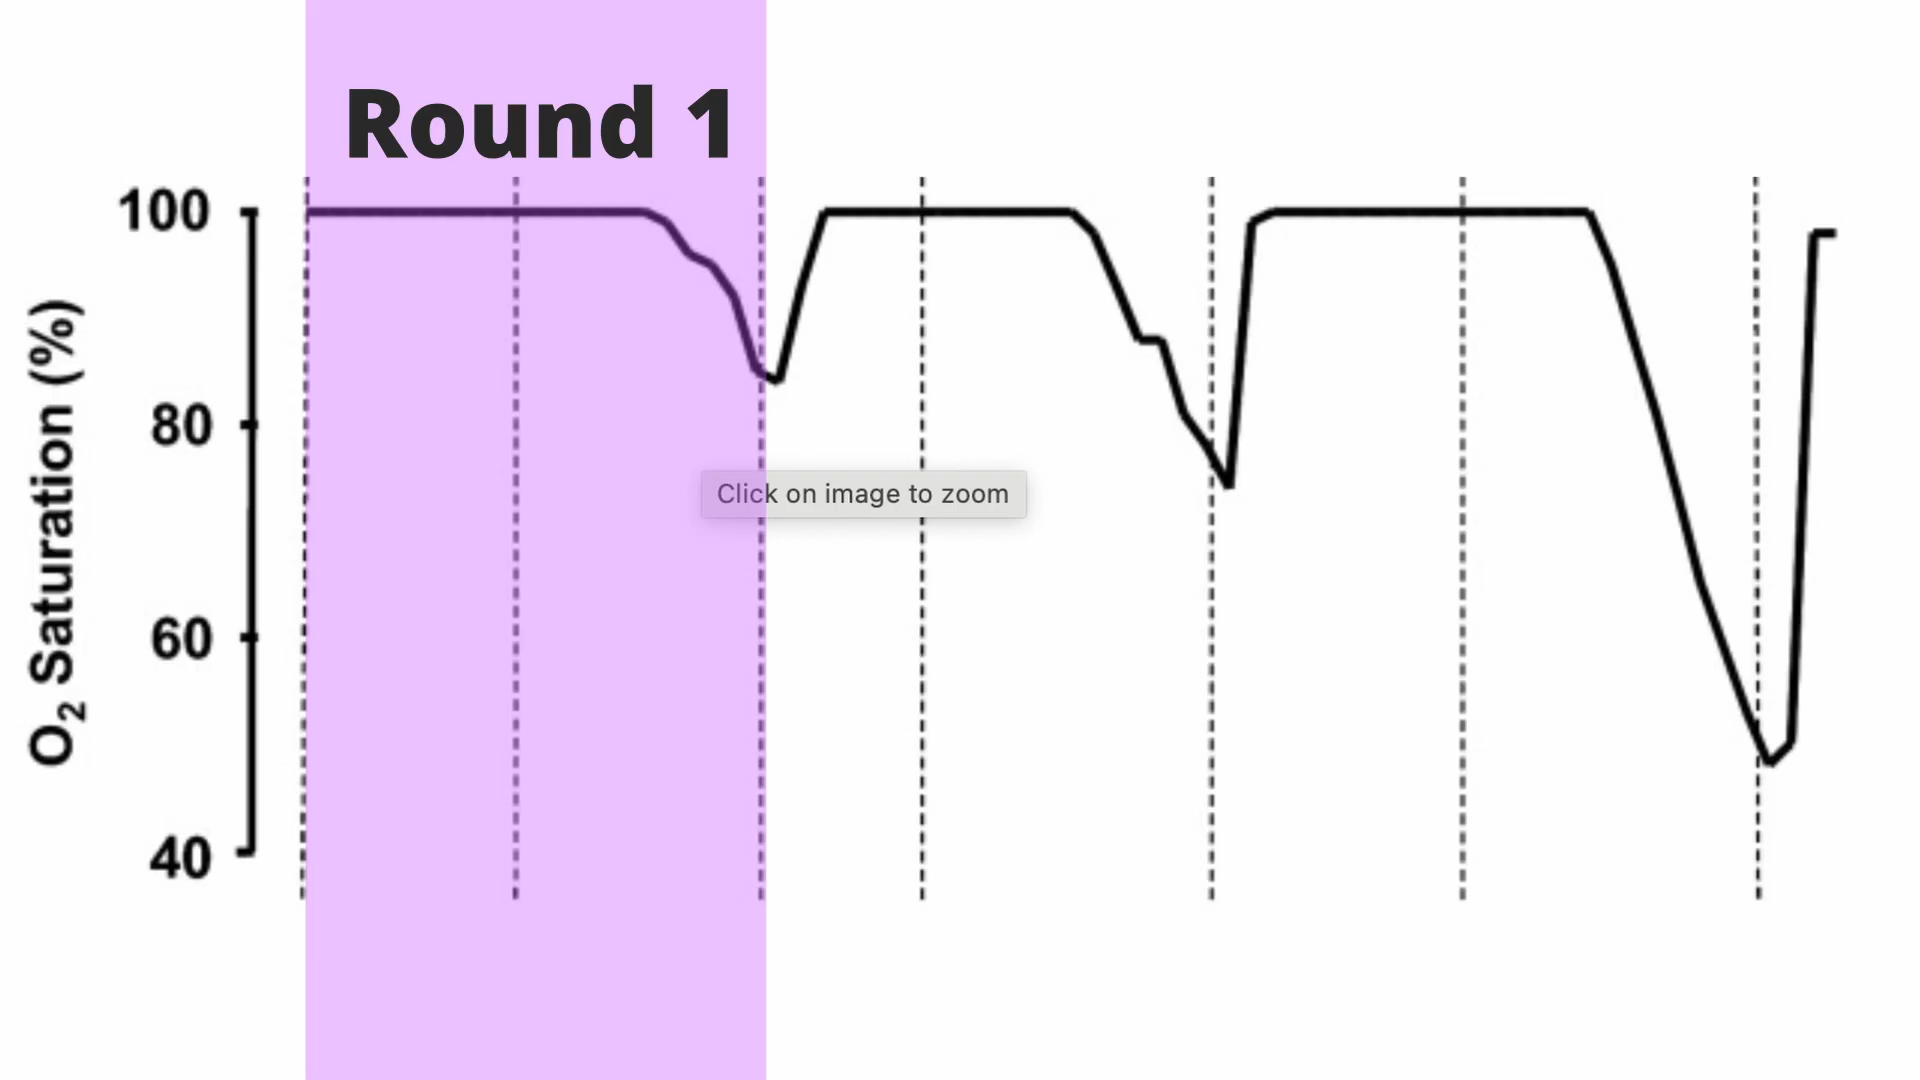 Round 1
100
80
60
40
O₂ Saturation (%)
Click on image to zoom